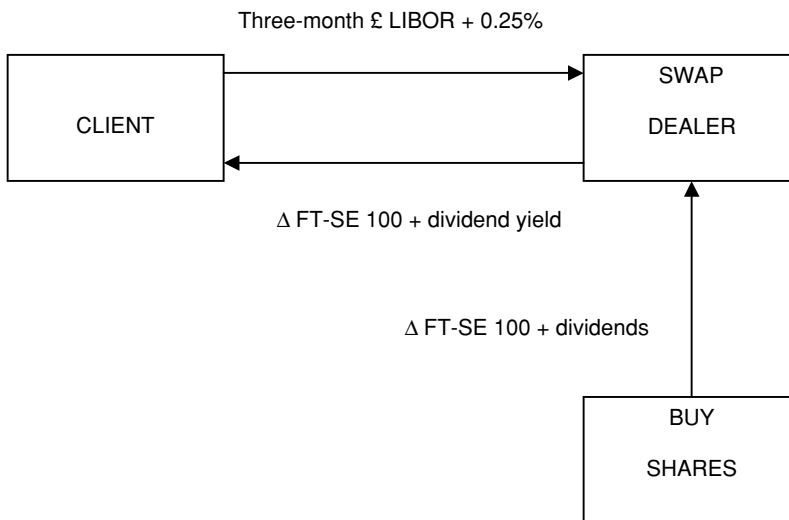 Three-month £ LIBOR + 0.25%
CLIENT
SWAP
DEALER
Δ FT-SE 100 + dividend yield
Δ FT-SE 100 + dividends
BUY
SHARES